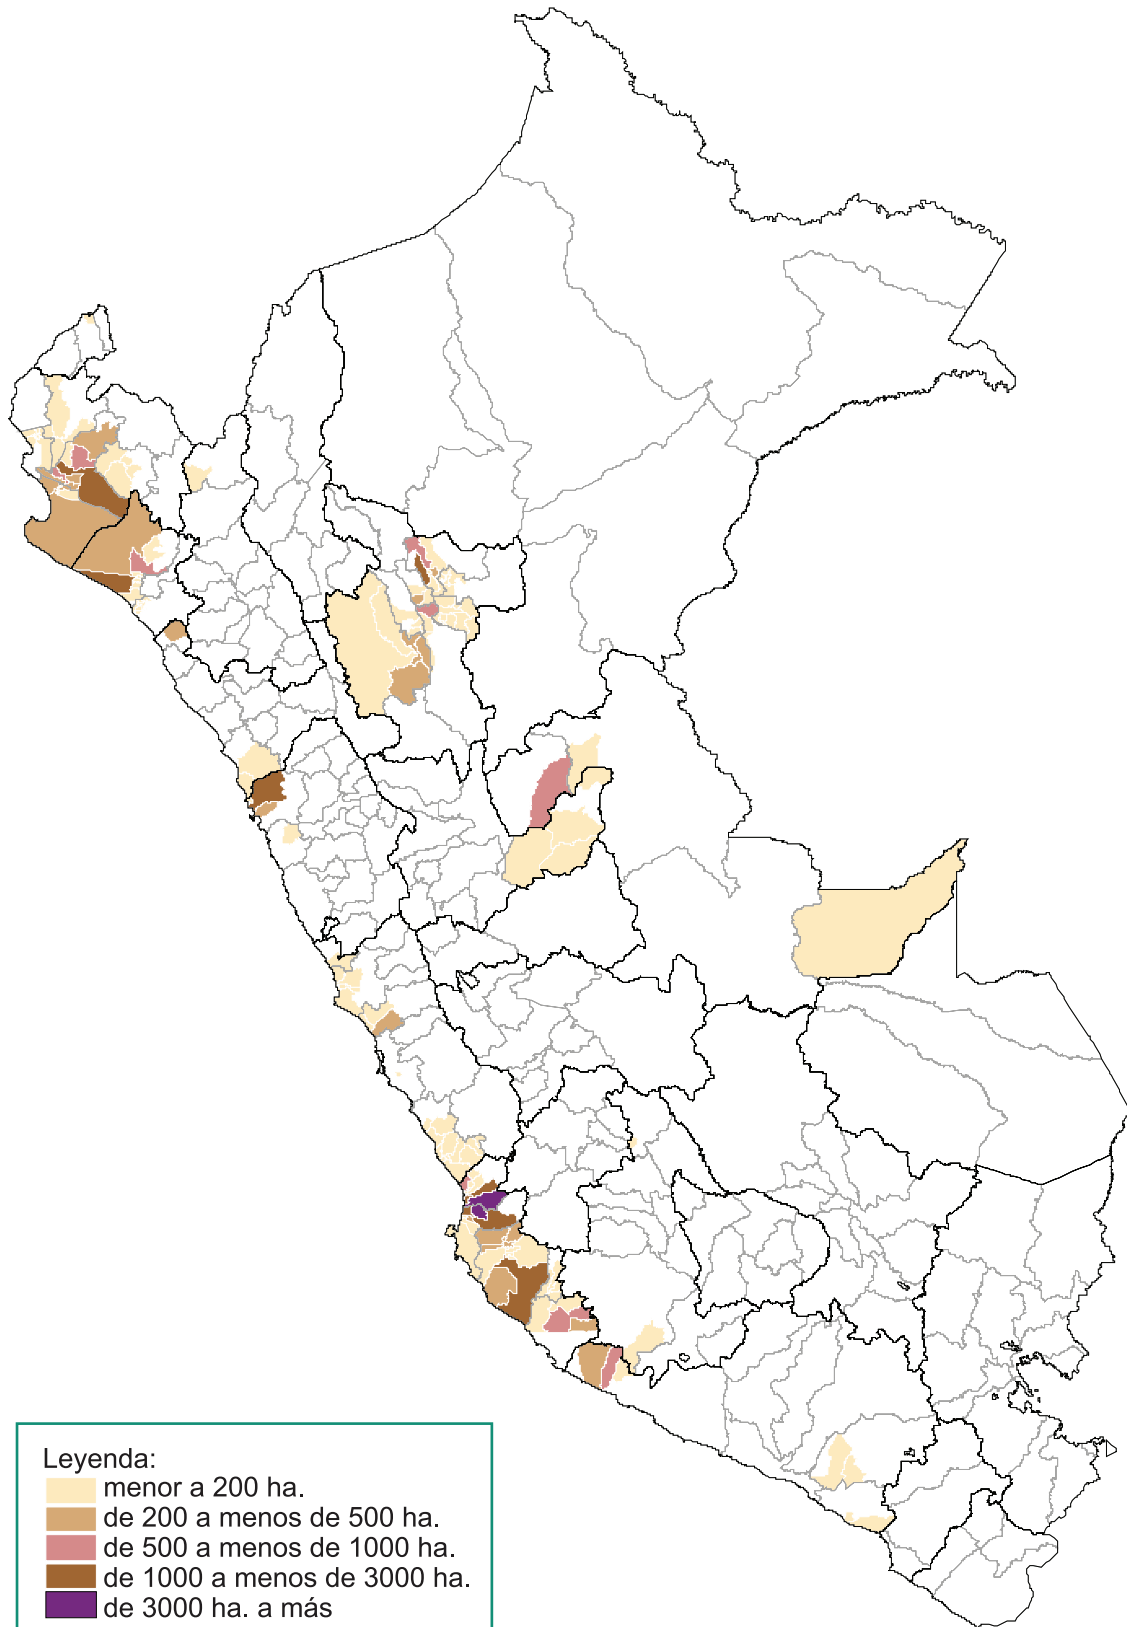 Leyenda:
menor a 200 ha.
de 200 a menos de 500 ha.
de 500 a menos de 1000 ha.
de 1000 a menos de 3000 ha.
de 3000 ha. a más